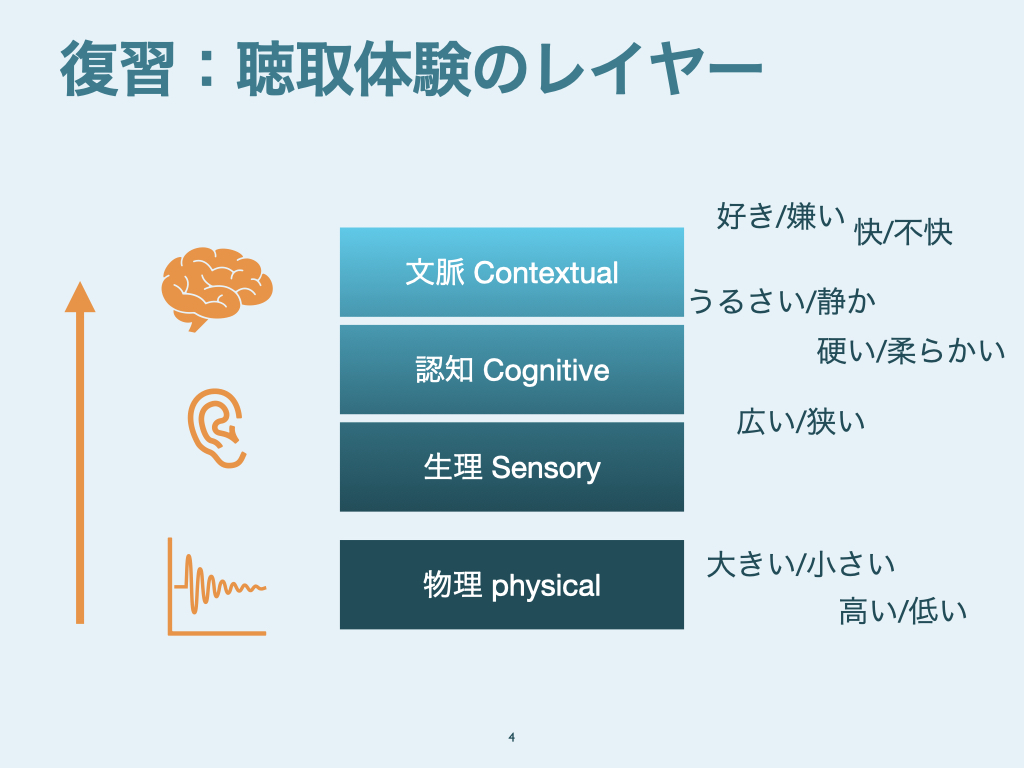 復習：聴取体験のレイヤー
好き/嫌い
快/不快
文脈 Contextual
うるさい/静か
硬い/柔らかい
認知 Cognitive
広い/狭い
生理 Sensory
大きい/小さい
物理 physical
高い/低い
4